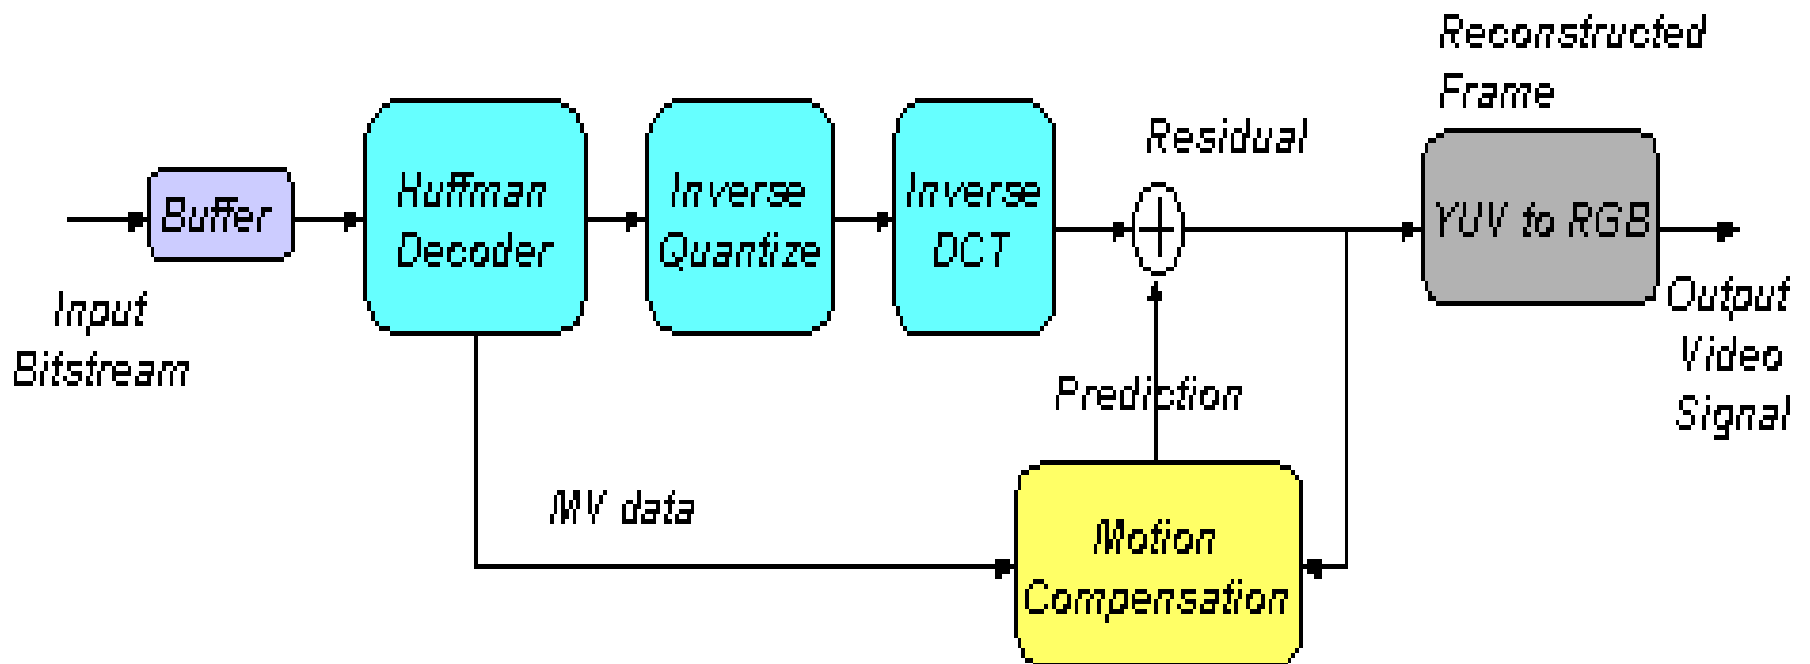 Reconstructed
Frame
Residual
Buffer
Huffman
Decoder
Inverse
Quantize
Inverse
DCT
YUV to RGB
Input
Bitstream
Output
Video
Signal
Prediction
MV data
Motion
Compensation